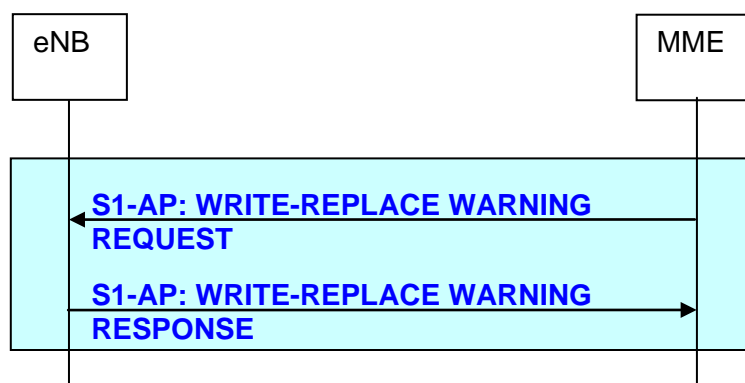 eNB
MME
S1-AP: WRITE-REPLACE WARNING
REQUEST
S1-AP: WRITE-REPLACE WARNING
RESPONSE